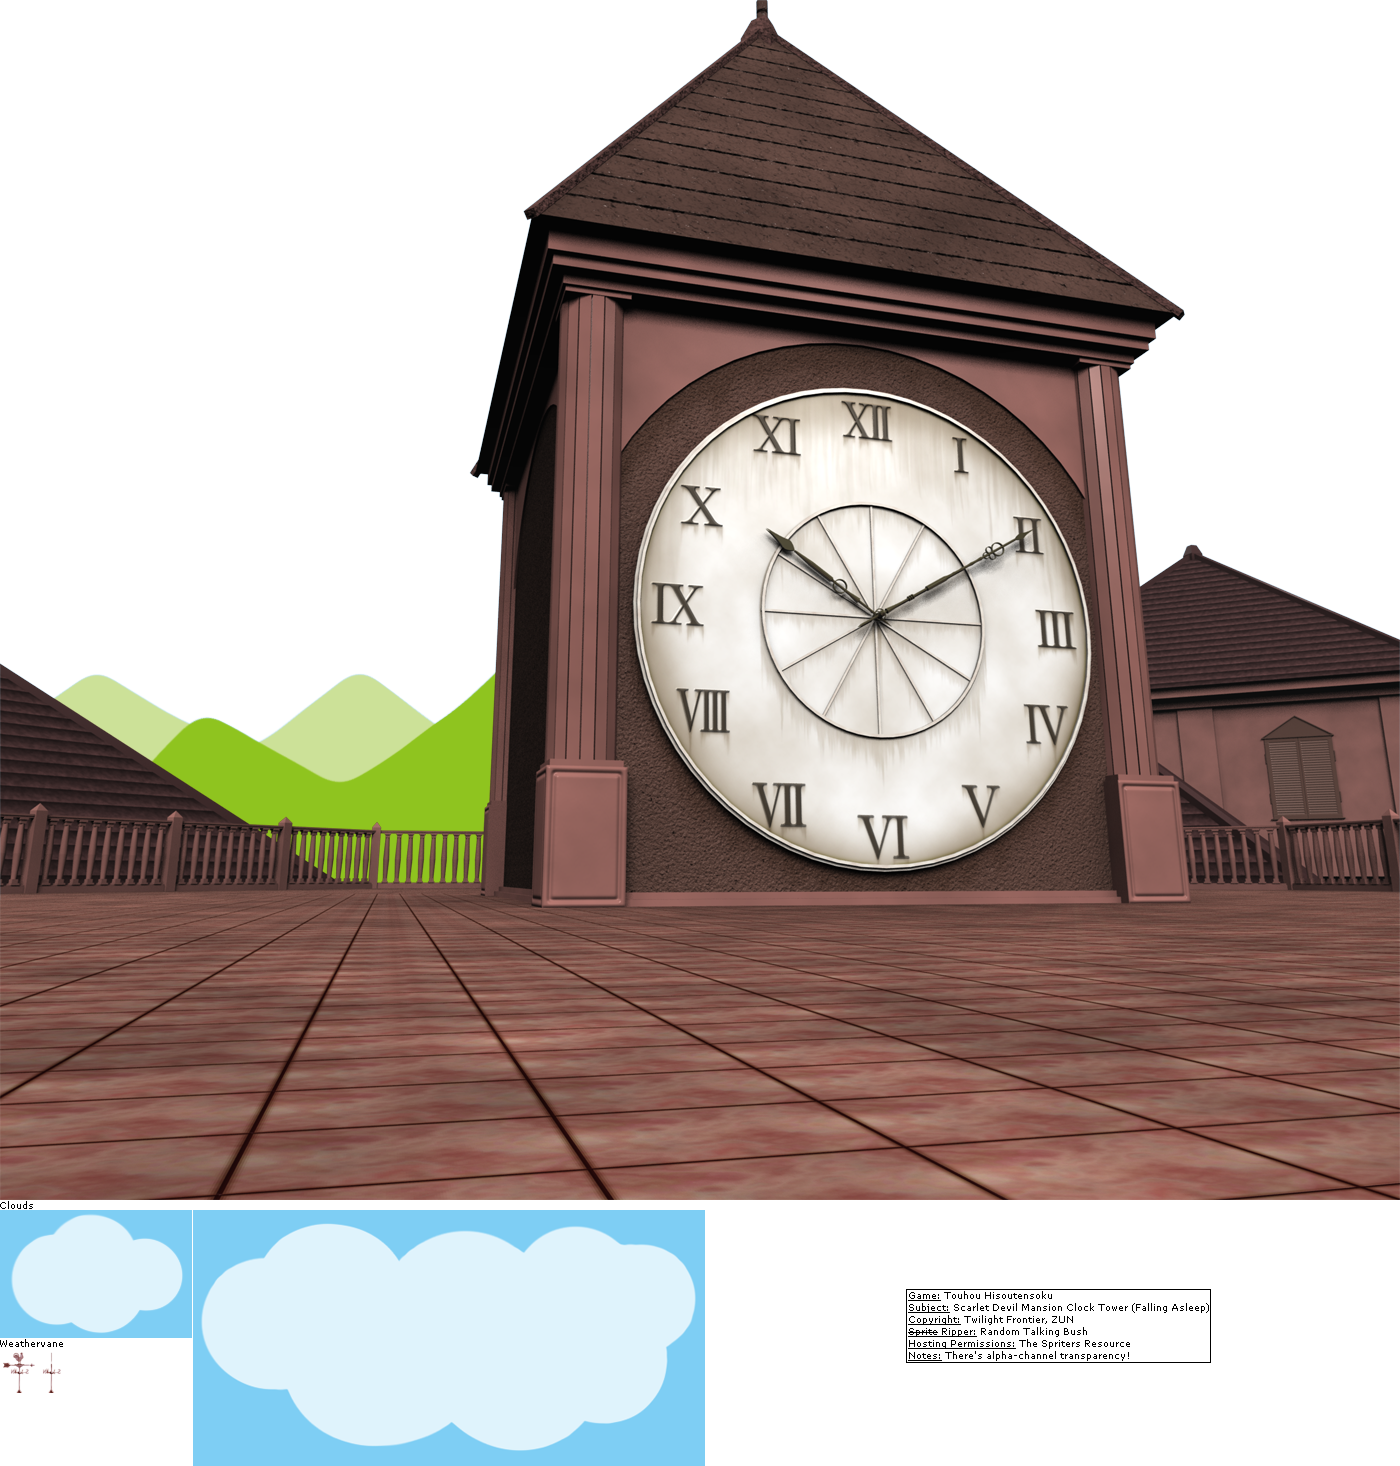 XII
XI
I
X
II
IX
III
VIII
IV
VII
V
VI
Clouds
Weathervane
Game: Touhou Hisoutensoku
Subject: Scarlet Devil Mansion Clock Tower (Falling Asleep)
Copyright: Twilight Frontier, ZUN
Sprite Ripper: Random Talking Bush
Hosting Permissions: The Spriters Resource
Notes: There's alpha-channel transparency!